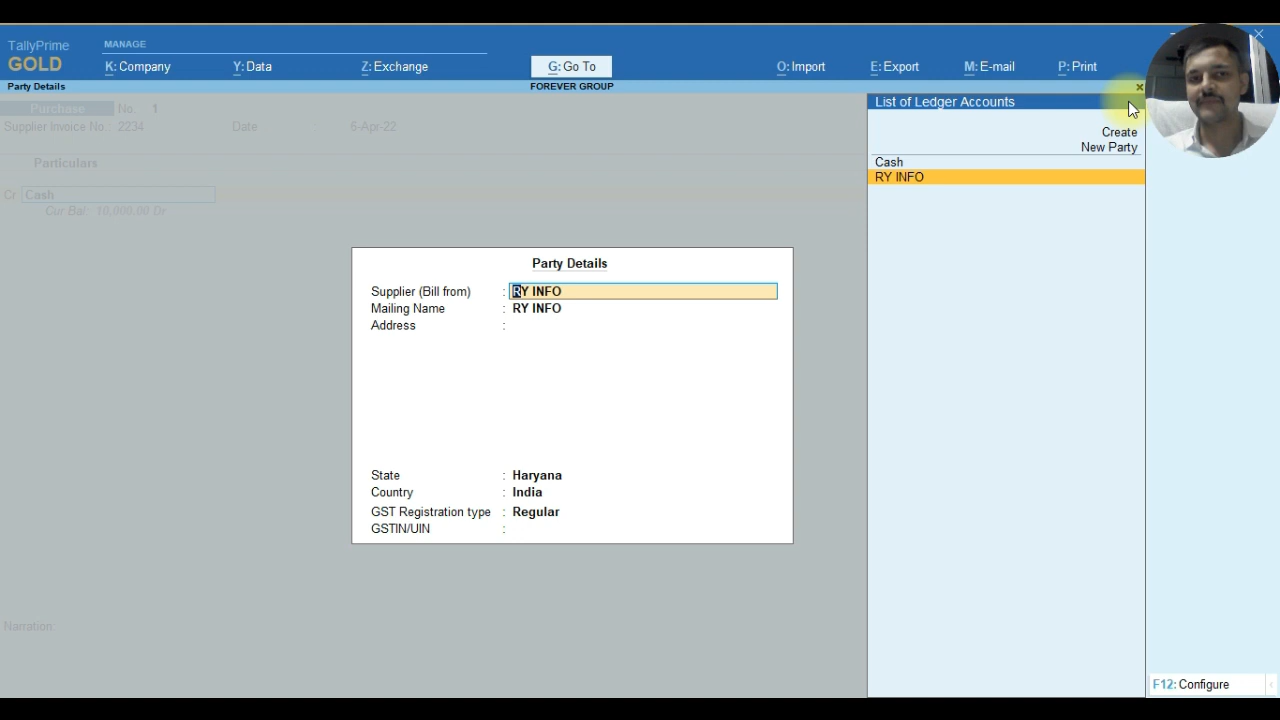 TallyPrime
GOLD
MANAGE
K: Company
Y: Data
Z: Exchange
G: Go To
O: Import
E: Export
M: E-mail
P: Print
Party Details
FOREVER GROUP
Purchase No. 1
Supplier Invoice No. 2234 Date 6-Apr-22
Particulars
Cr Cash
Cur Bal: 10,000.00 Dr
Party Details
Supplier (Bill from) : RY INFO
Mailing Name : RY INFO
Address :
State : Haryana
Country : India
GST Registration type : Regular
GSTIN/UIN :
Narration:
List of Ledger Accounts
Create
New Party
Cash
RY INFO
F12: Configure